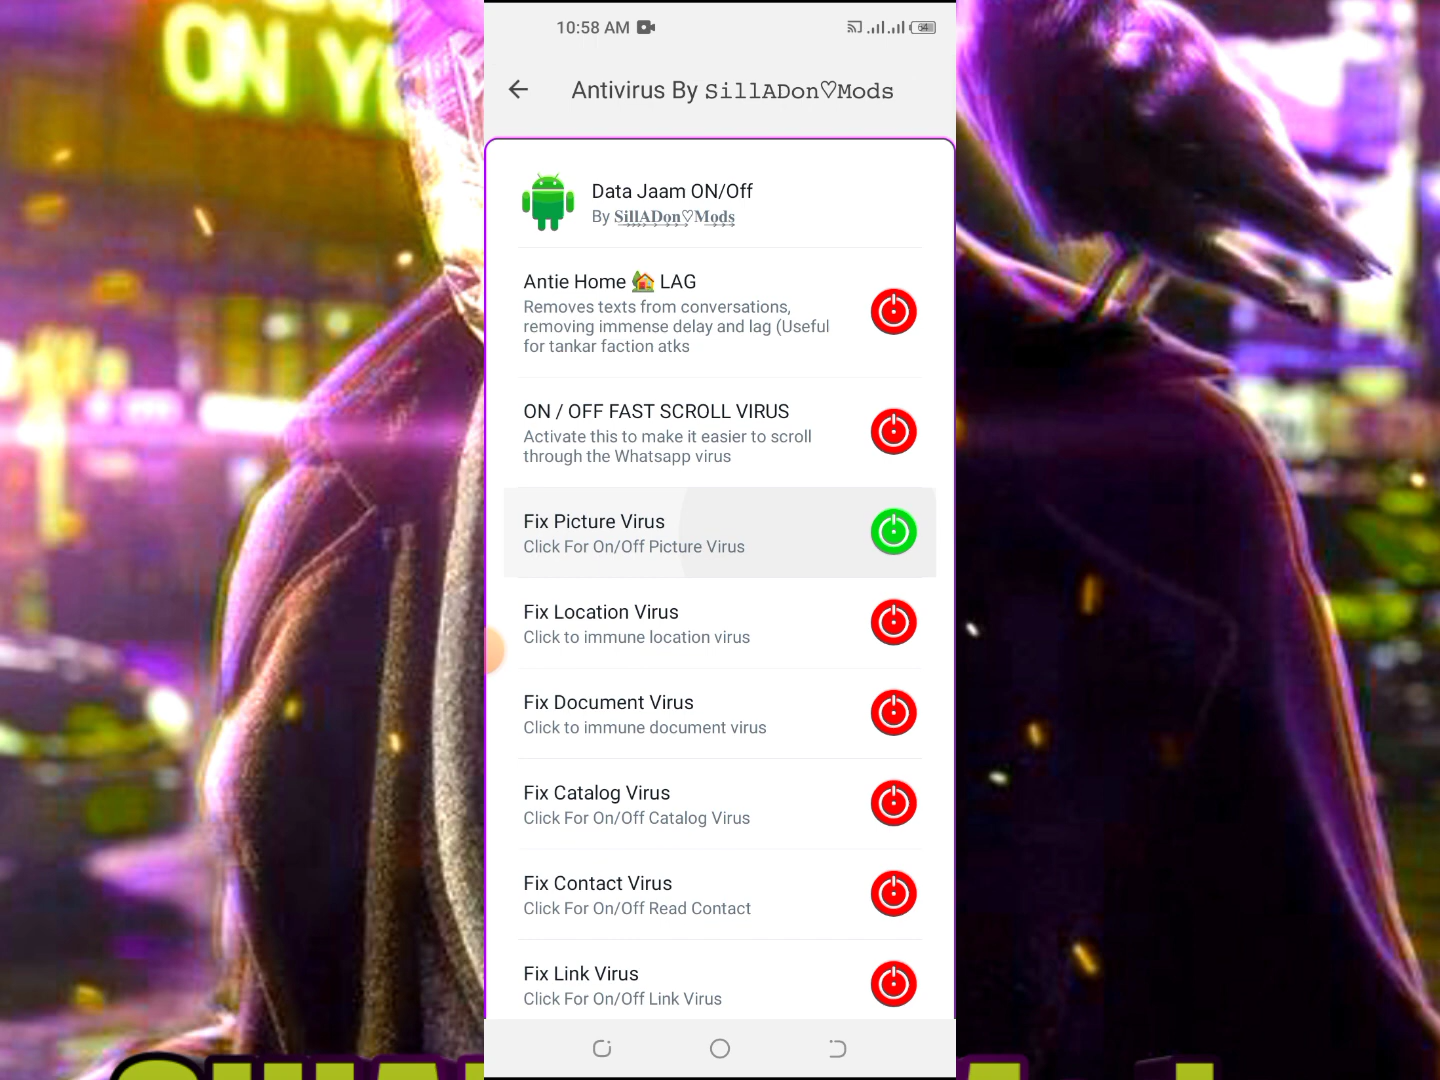 ON Y
10:58 AM
64
Antivirus By SillADon♡Mods
Data Jaam ON/Off
By SillADon♡Mods
Antie Home 🏡 LAG
Removes texts from conversations,
removing immense delay and lag (Useful
for tankar faction atks
ON / OFF FAST SCROLL VIRUS
Activate this to make it easier to scroll
through the Whatsapp virus
Fix Picture Virus
Click For On/Off Picture Virus
Fix Location Virus
Click to immune location virus
Fix Document Virus
Click to immune document virus
Fix Catalog Virus
Click For On/Off Catalog Virus
Fix Contact Virus
Click For On/Off Read Contact
Fix Link Virus
Click For On/Off Link Virus